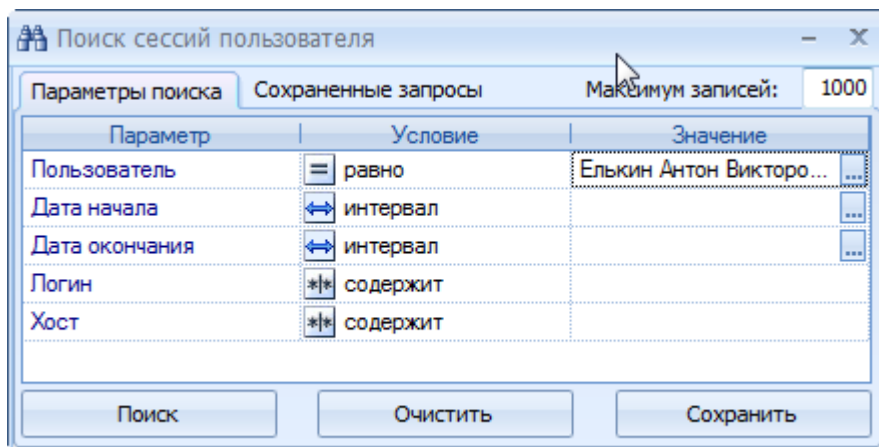 Поиск сессий пользователя
Параметры поиска Сохраненные запросы Максимум записей: 1000
Параметр Условие Значение
Пользователь = равно Елькин Антон Викторо... ...
Дата начала интервал ...
Дата окончания интервал ...
Логин *|* содержит
Хост *|* содержит
Поиск Очистить Сохранить